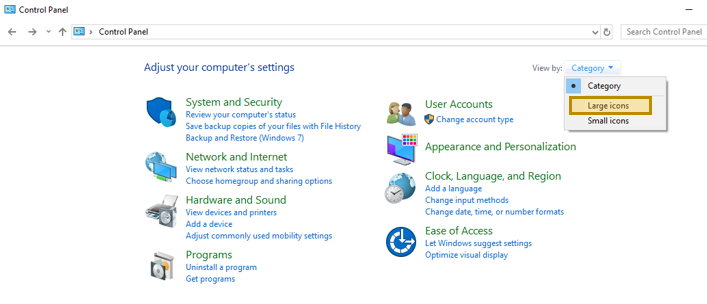 Control Panel
Control Panel
Search Control Panel
Adjust your computer's settings
View by: Category
Category
Large icons
Small icons
System and Security
Review your computer's status
Save backup copies of your files with File History
Backup and Restore (Windows 7)
Network and Internet
View network status and tasks
Choose homegroup and sharing options
Hardware and Sound
View devices and printers
Add a device
Adjust commonly used mobility settings
Programs
Uninstall a program
Get programs
User Accounts
Change account type
Appearance and Personalization
Clock, Language, and Region
Add a language
Change input methods
Change date, time, or number formats
Ease of Access
Let Windows suggest settings
Optimize visual display